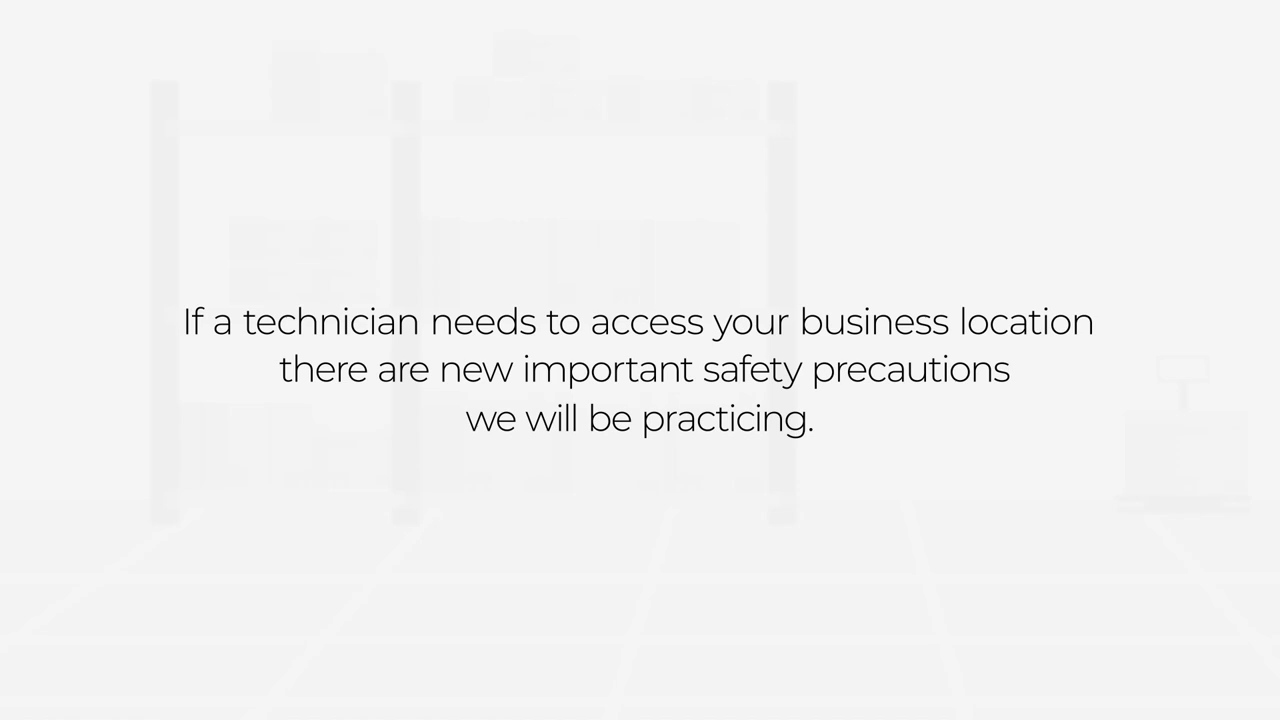 If a technician needs to access your business location
there are new important safety precautions
we will be practicing.